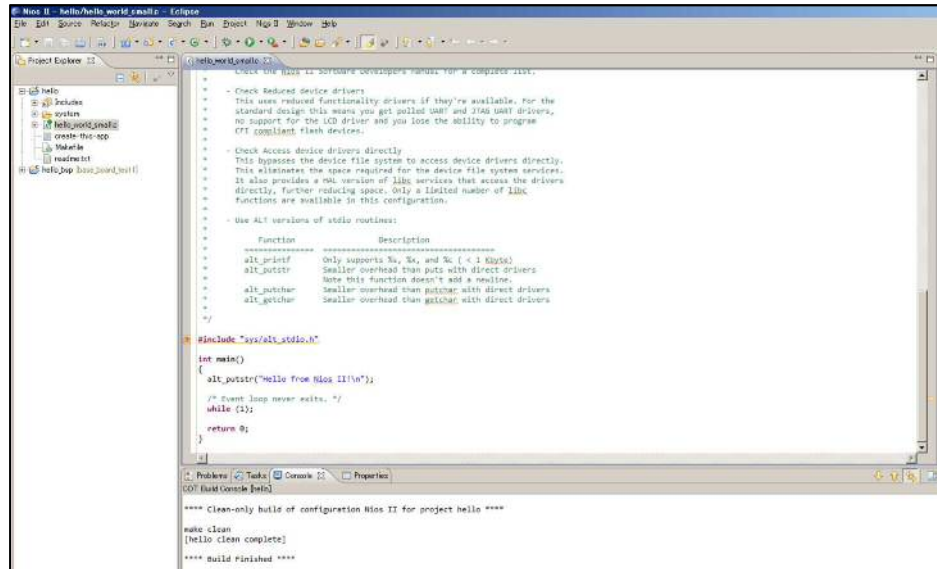 Nios II - hello/hello_world_small.c - Eclipse
File Edit Source Refactor Navigate Search Run Project Nios II Window Help
Project Explorer
hello_world_small.c
hello
Includes
system
hello_world_small.c
create-this-app
Makefile
readme.txt
hello_bsp [base_board_test1]
* Check the Nios II Software Developers Manual for a complete list.
*
* - Check Reduced device drivers
* This uses reduced functionality drivers if they're available. For the
* standard design this means you get polled UART and JTAG UART drivers,
* no support for the LCD driver and you lose the ability to program
* CFI compliant flash devices.
*
* - Check Access device drivers directly
* This bypasses the device file system to access device drivers directly.
* This eliminates the space required for the device file system services.
* It also provides a HAL version of libc services that access the drivers
* directly, further reducing space. Only a limited number of libc
* functions are available in this configuration.
*
* - Use ALT versions of stdio routines:
*
* Function Description
* =============== =====================================
* alt_printf Only supports %s, %x, and %c ( < 1 Kbyte)
* alt_putstr Smaller overhead than puts with direct drivers
* Note this function doesn't add a newline.
* alt_putchar Smaller overhead than putchar with direct drivers
* alt_getchar Smaller overhead than getchar with direct drivers
*
*/
#include "sys/alt_stdio.h"
int main()
{
alt_putstr("Hello from Nios II!\n");
/* Event loop never exits. */
while (1);
return 0;
}
Problems Tasks Console Properties
CDT Build Console [hello]
**** Clean-only build of configuration Nios II for project hello ****
make clean
[hello clean complete]
**** Build Finished ****